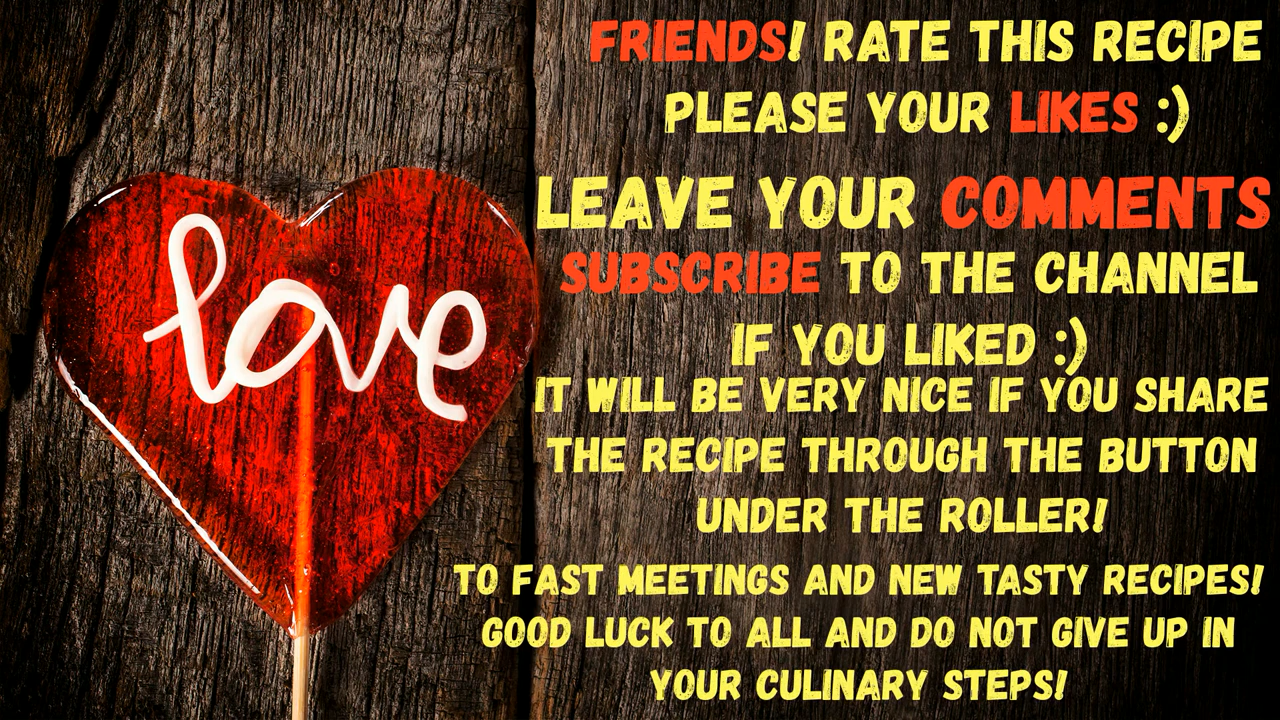 FRIENDS! RATE THIS RECIPE
PLEASE YOUR LIKES :)
LEAVE YOUR COMMENTS
SUBSCRIBE TO THE CHANNEL
IF YOU LIKED :)
IT WILL BE VERY NICE IF YOU SHARE
THE RECIPE THROUGH THE BUTTON
UNDER THE ROLLER!
TO FAST MEETINGS AND NEW TASTY RECIPES!
GOOD LUCK TO ALL AND DO NOT GIVE UP IN
YOUR CULINARY STEPS!
love